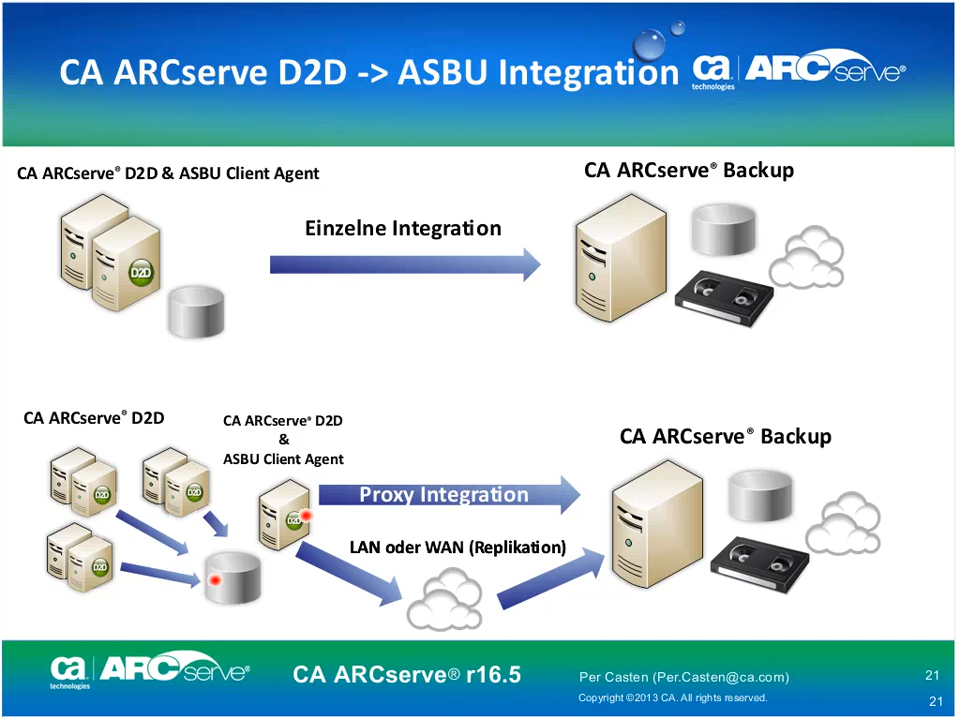 CA ARCserve D2D -> ASBU Integration
ca technologies ARCserve®
CA ARCserve® D2D & ASBU Client Agent
CA ARCserve® Backup
Einzelne Integration
D2D
CA ARCserve® D2D
CA ARCserve® D2D
&
ASBU Client Agent
CA ARCserve® Backup
D2D
D2D
D2D
D2D
Proxy Integration
LAN oder WAN (Replikation)
ca technologies ARCserve®
CA ARCserve® r16.5
Per Casten (Per.Casten@ca.com)
21
Copyright ©2013 CA. All rights reserved.
21